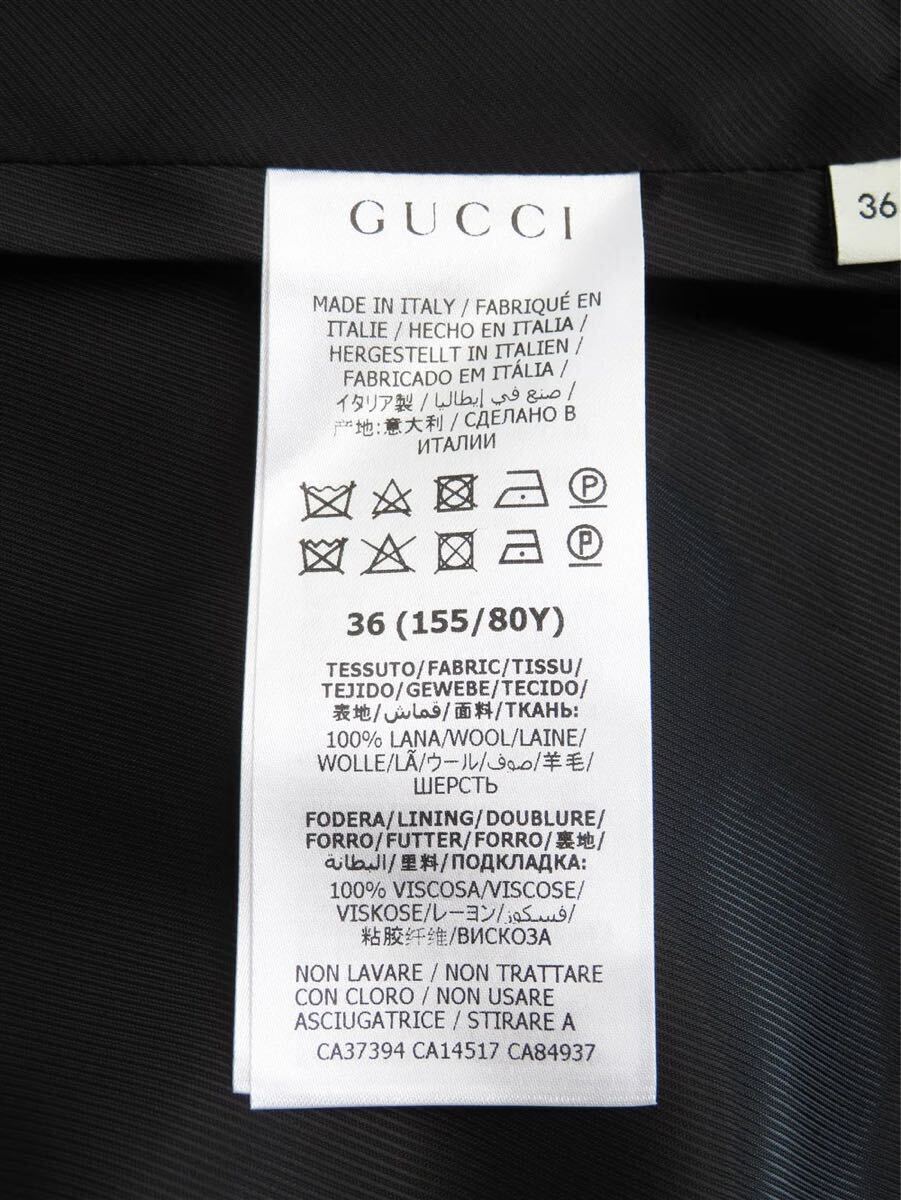 GUCCI
36
MADE IN ITALY / FABRIQUÉ EN
ITALIE / HECHO EN ITALIA /
HERGESTELLT IN ITALIEN /
FABRICADO EM ITÁLIA /
イタリア製 / صنع في إيطاليا /
产地:意大利 / СДЕЛАНО В
ИТАЛИИ
36 (155/80Y)
TESSUTO/FABRIC/TISSU/
TEJIDO/GEWEBE/TECIDO/
表地/قماش/面料/ТКАНЬ:
100% LANA/WOOL/LAINE/
WOLLE/LÃ/ウール/صوف/羊毛/
ШЕРСТЬ
FODERA/LINING/DOUBLURE/
FORRO/FUTTER/FORRO/裏地/
البطانة/里料/ПОДКЛАДКА:
100% VISCOSA/VISCOSE/
VISKOSE/レーヨン/فسكوز/
粘胶纤维/ВИСКОЗА
NON LAVARE / NON TRATTARE
CON CLORO / NON USARE
ASCIUGATRICE / STIRARE A
CA37394 CA14517 CA84937